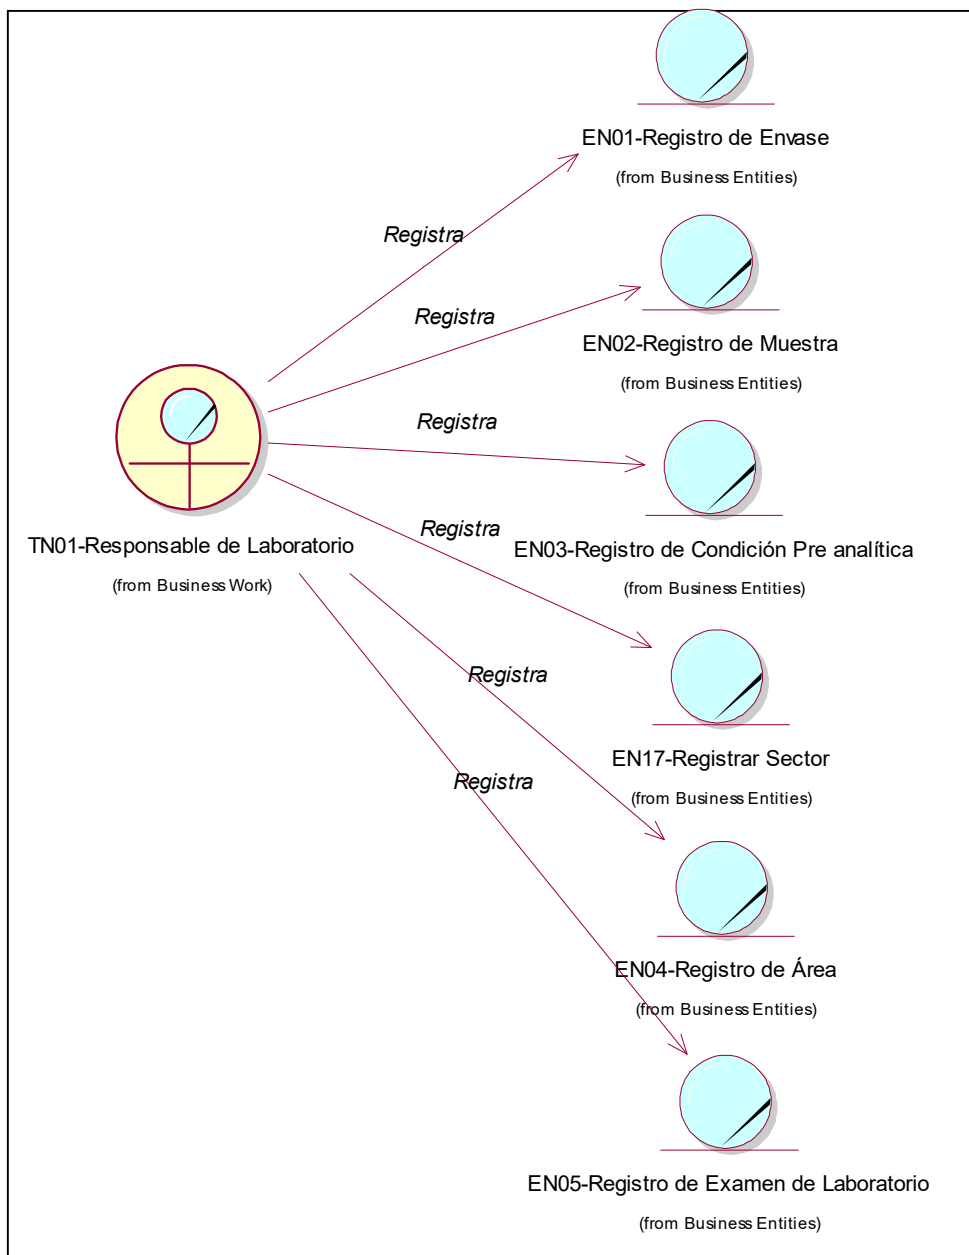 EN01-Registro de Envase
(from Business Entities)
Registra
EN02-Registro de Muestra
(from Business Entities)
Registra
EN03-Registro de Condición Pre analítica
(from Business Entities)
Registra
TN01-Responsable de Laboratorio
(from Business Work)
Registra
EN17-Registrar Sector
(from Business Entities)
Registra
EN04-Registro de Área
(from Business Entities)
Registra
EN05-Registro de Examen de Laboratorio
(from Business Entities)